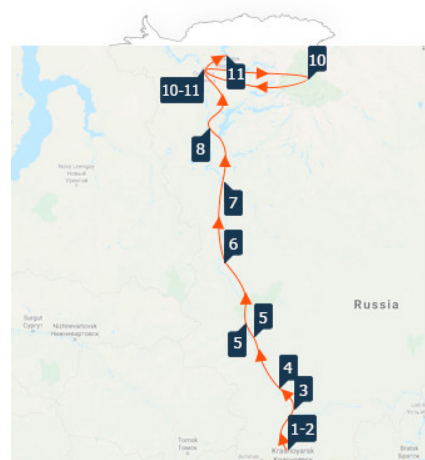 10
11
10-11
8
7
Novy Urengoy
Новый
Уренгой
6
Russia
Surgut
Сургут
Nizhnevartovsk
Нижневартовск
5
5
4
3
1-2
Tomsk
Томск
Achinsk
Krasnoyarsk
Bratsk
Братск